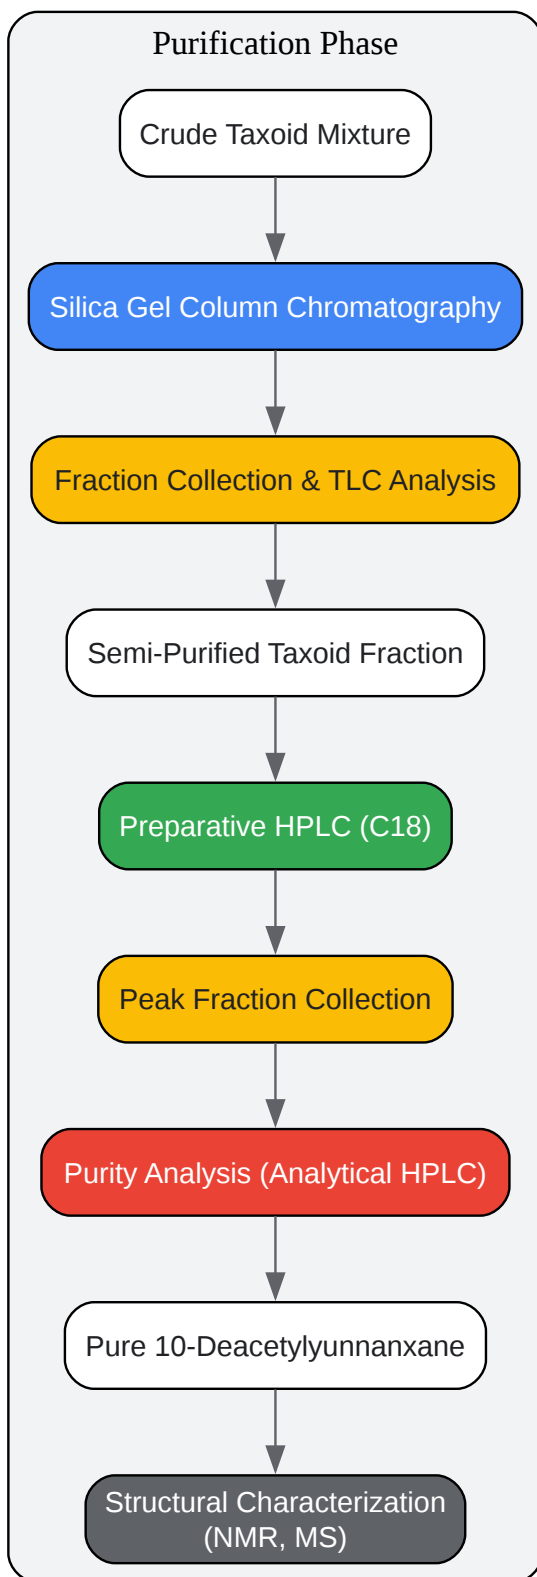 Purification Phase
Crude Taxoid Mixture
Silica Gel Column Chromatography
Fraction Collection & TLC Analysis
Semi-Purified Taxoid Fraction
Preparative HPLC (C18)
Peak Fraction Collection
Purity Analysis (Analytical HPLC)
Pure 10-Deacetylyunnanxane
Structural Characterization
(NMR, MS)